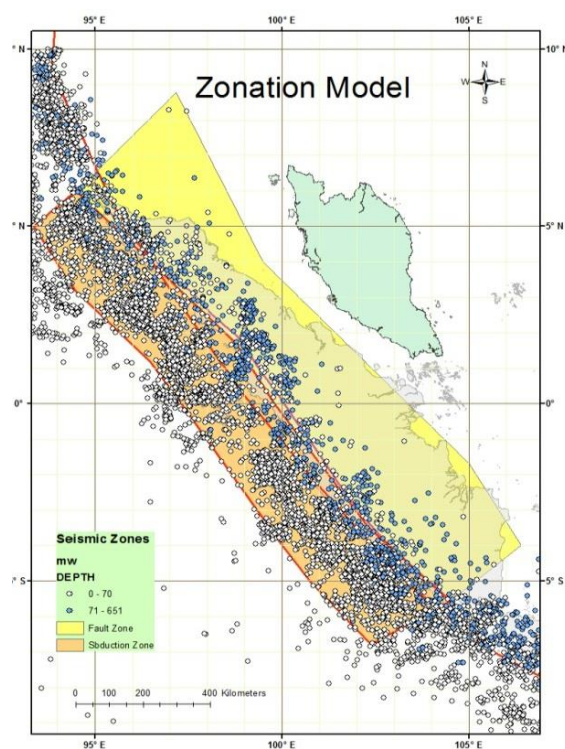 95° E 100° E 105° E
° N 10° N
Zonation Model
N
W E
S
° N 5° N
0° 0°
Seismic Zones
mw
DEPTH
0 - 70
71 - 651
Fault Zone
Sbduction Zone
° S 5° S
0 100 200 400 Kilometers
95° E 100° E 105° E